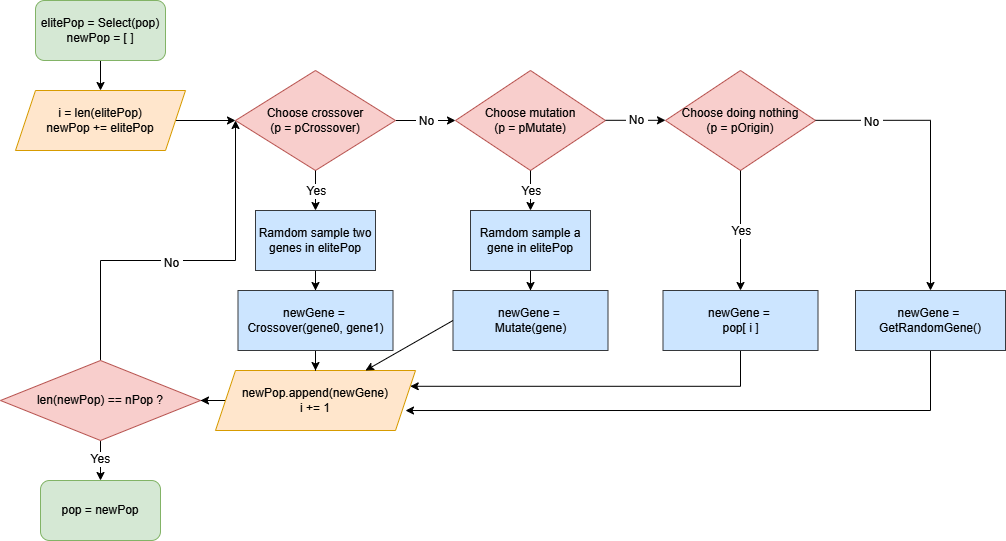 elitePop = Select(pop)
newPop = [ ]
i = len(elitePop)
newPop += elitePop
Choose crossover
(p = pCrossover)
No
Choose mutation
(p = pMutate)
No
Choose doing nothing
(p = pOrigin)
No
Yes
Yes
Yes
Ramdom sample two
genes in elitePop
Ramdom sample a
gene in elitePop
No
newGene =
Crossover(gene0, gene1)
newGene =
Mutate(gene)
newGene =
pop[ i ]
newGene =
GetRandomGene()
len(newPop) == nPop ?
newPop.append(newGene)
i += 1
Yes
pop = newPop